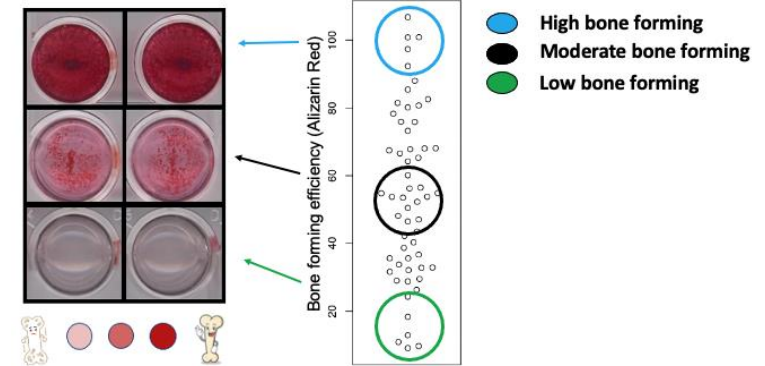 High bone forming
Moderate bone forming
Low bone forming
Bone forming efficiency (Alizarin Red)
100
80
60
40
20